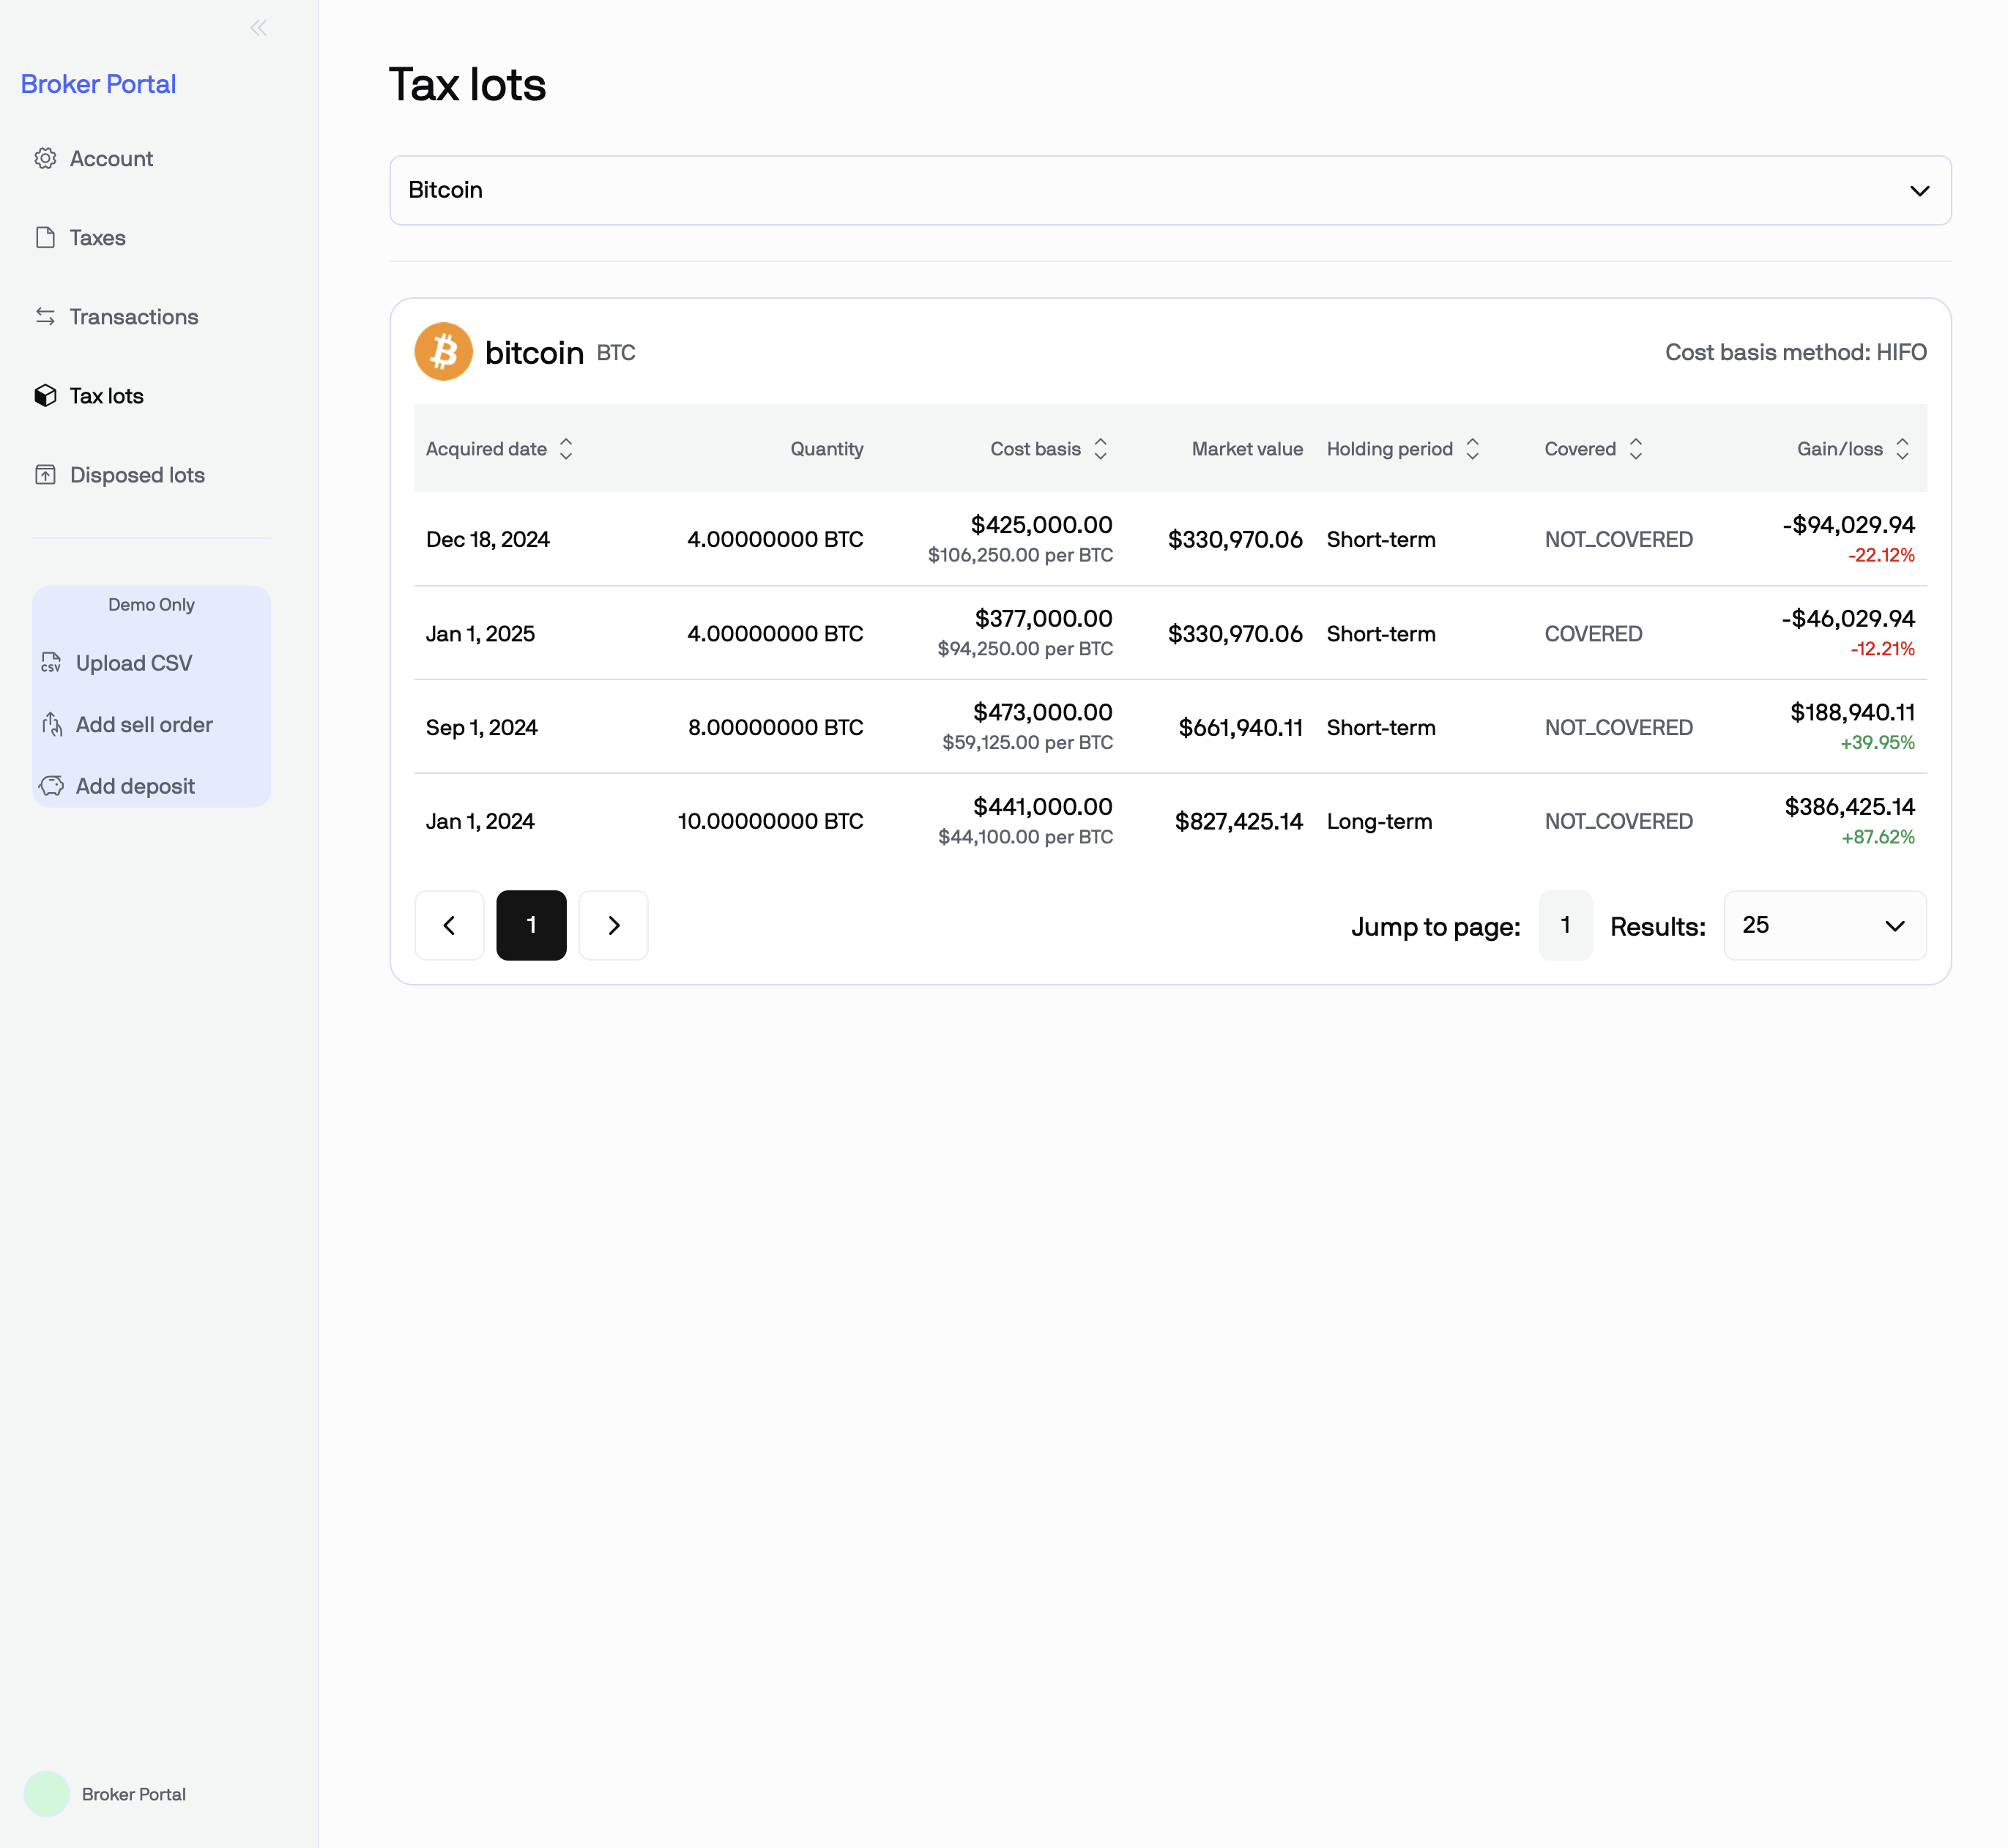 Broker Portal
Account
Taxes
Transactions
Tax lots
Disposed lots
Demo Only
Upload CSV
Add sell order
Add deposit
Broker Portal
Tax lots
Bitcoin
bitcoin BTC
Cost basis method: HIFO
Acquired date Quantity Cost basis Market value Holding period Covered Gain/loss
Dec 18, 2024 4.00000000 BTC $425,000.00 $330,970.06 Short-term NOT_COVERED -$94,029.94
$106,250.00 per BTC -22.12%
Jan 1, 2025 4.00000000 BTC $377,000.00 $330,970.06 Short-term COVERED -$46,029.94
$94,250.00 per BTC -12.21%
Sep 1, 2024 8.00000000 BTC $473,000.00 $661,940.11 Short-term NOT_COVERED $188,940.11
$59,125.00 per BTC +39.95%
Jan 1, 2024 10.00000000 BTC $441,000.00 $827,425.14 Long-term NOT_COVERED $386,425.14
$44,100.00 per BTC +87.62%
1 Jump to page: 1 Results: 25